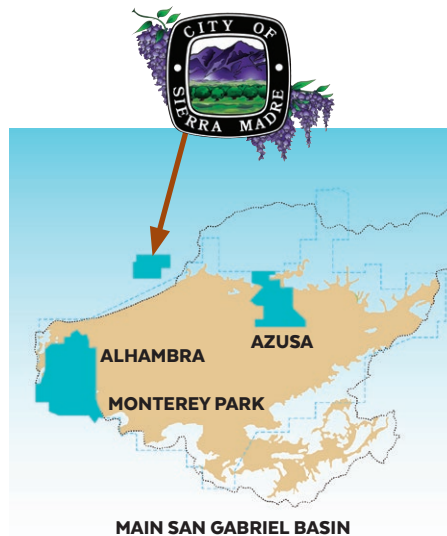 CITY OF
SIERRA MADRE
AZUSA
ALHAMBRA
MONTEREY PARK
MAIN SAN GABRIEL BASIN